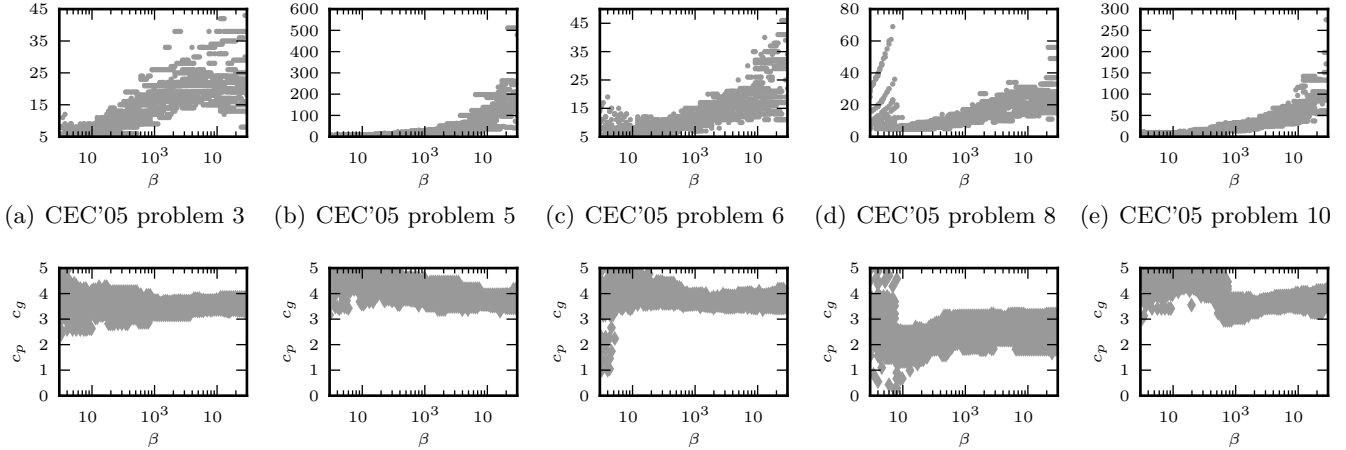 45 600 45 80 300
35 500 35 60 250
25 400 25 40 200
15 300 15 20 150
5 200 5 0 100
100 50
0 0
10 10³ 10 10 10³ 10 10 10³ 10 10 10³ 10 10 10³ 10
β β β β β
(a) CEC'05 problem 3 (b) CEC'05 problem 5 (c) CEC'05 problem 6 (d) CEC'05 problem 8 (e) CEC'05 problem 10
5 5 5 5 5
4 4 4 4 4
3 3 3 3 3
2 2 2 2 2
1 1 1 1 1
0 0 0 0 0
c_p c_g c_p c_g c_p c_g c_p c_g c_p c_g
10 10³ 10 10 10³ 10 10 10³ 10 10 10³ 10 10 10³ 10
β β β β β